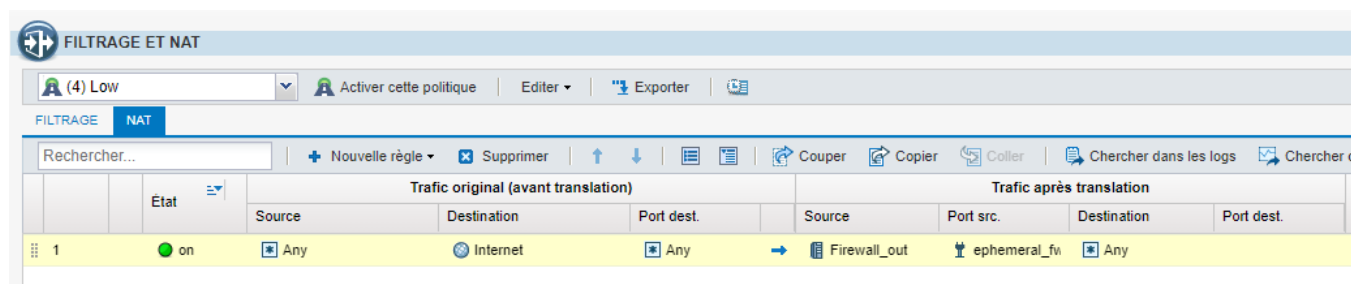 FILTRAGE ET NAT
(4) Low Activer cette politique Editer Exporter
FILTRAGE NAT
Rechercher... Nouvelle règle Supprimer Couper Copier Coller Chercher dans les logs Chercher
Trafic original (avant translation) Trafic après translation
État Source Destination Port dest. Source Port src. Destination Port dest.
1 on Any Internet Any Firewall_out ephemeral_fw Any